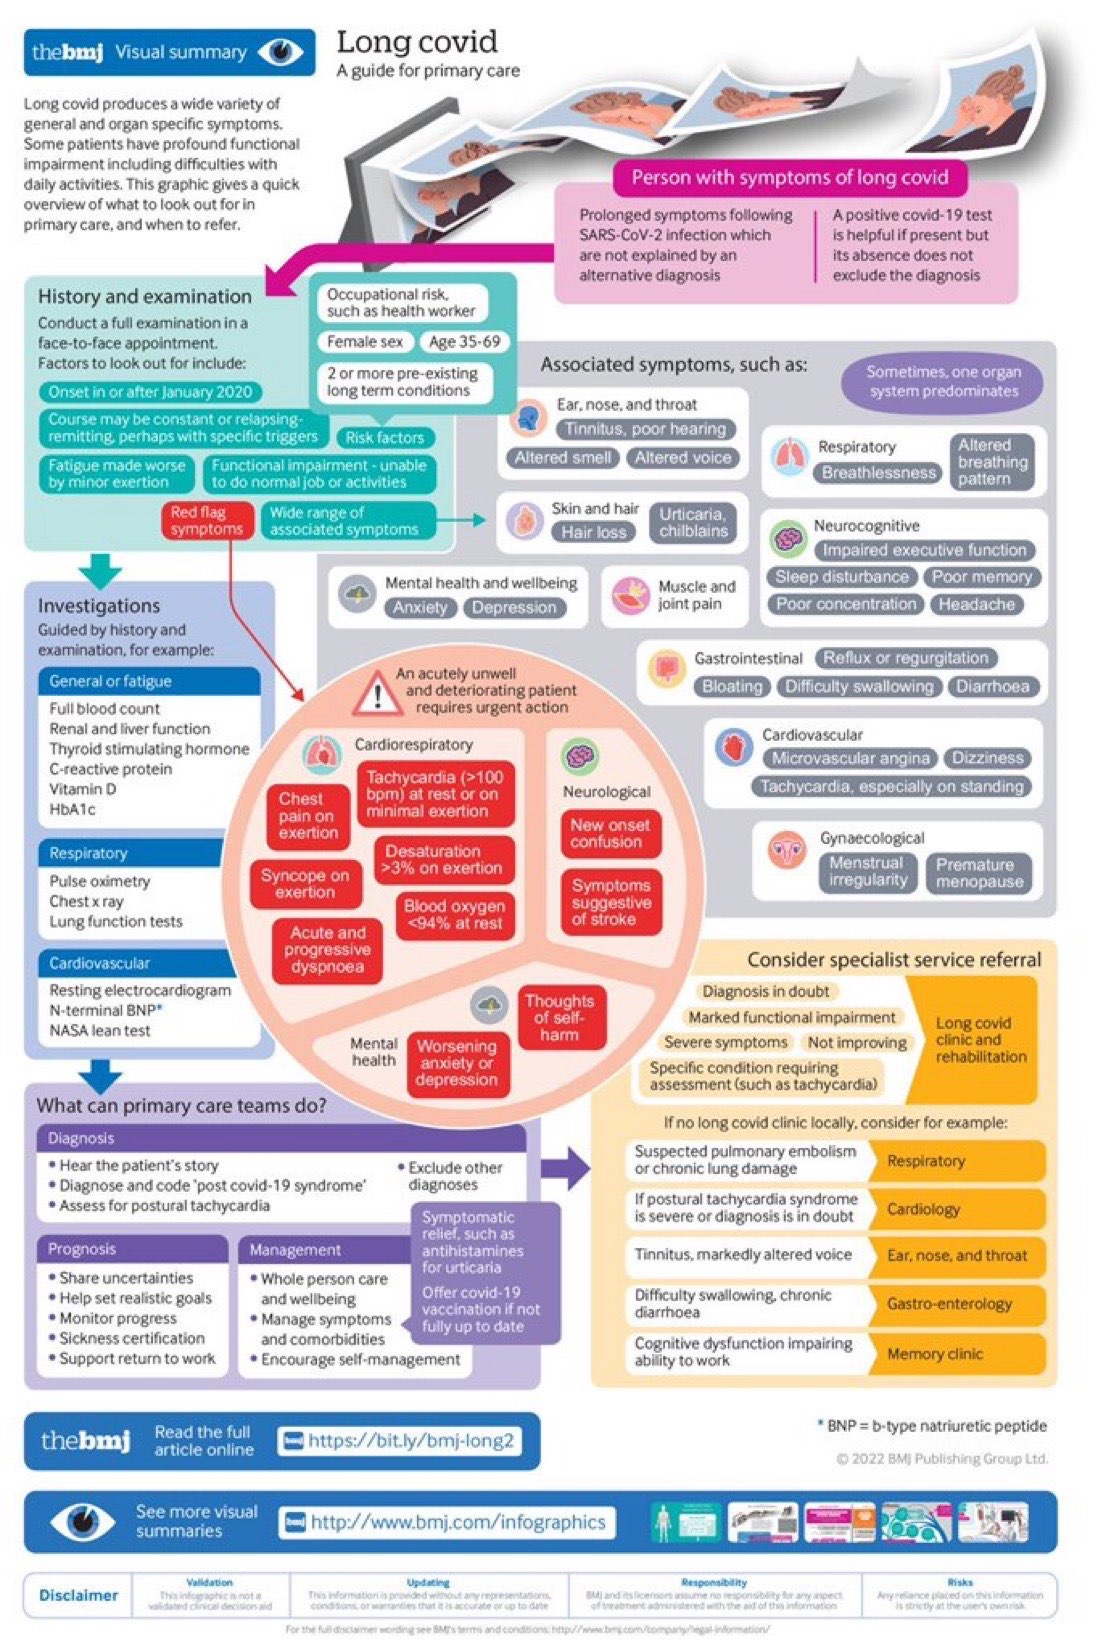 thebmj Visual summary
Long covid
A guide for primary care
Long covid produces a wide variety of
general and organ specific symptoms.
Some patients have profound functional
impairment including difficulties with
daily activities. This graphic gives a quick
overview of what to look out for in
primary care, and when to refer.
Person with symptoms of long covid
Prolonged symptoms following
SARS-CoV-2 infection which
are not explained by an
alternative diagnosis
A positive covid-19 test
is helpful if present but
its absence does not
exclude the diagnosis
History and examination
Conduct a full examination in a
face-to-face appointment.
Factors to look out for include:
Onset in or after January 2020
Course may be constant or relapsing-
remitting, perhaps with specific triggers
Fatigue made worse
by minor exertion
Functional impairment - unable
to do normal job or activities
Red flag
symptoms
Wide range of
associated symptoms
Occupational risk,
such as health worker
Female sex
Age 35-69
2 or more pre-existing
long term conditions
Risk factors
Associated symptoms, such as:
Sometimes, one organ
system predominates
Ear, nose, and throat
Tinnitus, poor hearing
Altered smell
Altered voice
Respiratory
Breathlessness
Altered
breathing
pattern
Skin and hair
Hair loss
Urticaria,
chilblains
Neurocognitive
Impaired executive function
Sleep disturbance
Poor memory
Poor concentration
Headache
Mental health and wellbeing
Anxiety
Depression
Muscle and
joint pain
Gastrointestinal
Reflux or regurgitation
Bloating
Difficulty swallowing
Diarrhoea
Cardiovascular
Microvascular angina
Dizziness
Tachycardia, especially on standing
Gynaecological
Menstrual
irregularity
Premature
menopause
Investigations
Guided by history and
examination, for example:
General or fatigue
Full blood count
Renal and liver function
Thyroid stimulating hormone
C-reactive protein
Vitamin D
HbA1c
Respiratory
Pulse oximetry
Chest x ray
Lung function tests
Cardiovascular
Resting electrocardiogram
N-terminal BNP*
NASA lean test
An acutely unwell
and deteriorating patient
requires urgent action
Cardiorespiratory
Chest
pain on
exertion
Tachycardia (>100
bpm) at rest or on
minimal exertion
Desaturation
>3% on exertion
Syncope on
exertion
Blood oxygen
<94% at rest
Acute and
progressive
dyspnoea
Neurological
New onset
confusion
Symptoms
suggestive
of stroke
Mental
health
Thoughts
of self-
harm
Worsening
anxiety or
depression
What can primary care teams do?
Diagnosis
• Hear the patient's story
• Diagnose and code 'post covid-19 syndrome'
• Assess for postural tachycardia
• Exclude other
diagnoses
Prognosis
• Share uncertainties
• Help set realistic goals
• Monitor progress
• Sickness certification
• Support return to work
Management
• Whole person care
and wellbeing
• Manage symptoms
and comorbidities
• Encourage self-management
Symptomatic
relief, such as
antihistamines
for urticaria
Offer covid-19
vaccination if not
fully up to date
Consider specialist service referral
Diagnosis in doubt
Marked functional impairment
Severe symptoms
Not improving
Specific condition requiring
assessment (such as tachycardia)
Long covid
clinic and
rehabilitation
If no long covid clinic locally, consider for example:
Suspected pulmonary embolism
or chronic lung damage
Respiratory
If postural tachycardia syndrome
is severe or diagnosis is in doubt
Cardiology
Tinnitus, markedly altered voice
Ear, nose, and throat
Difficulty swallowing, chronic
diarrhoea
Gastro-enterology
Cognitive dysfunction impairing
ability to work
Memory clinic
thebmj
Read the full
article online
bmj https://bit.ly/bmj-long2
* BNP = b-type natriuretic peptide
© 2022 BMJ Publishing Group Ltd.
See more visual
summaries
bmj http://www.bmj.com/infographics
Disclaimer
Validation
This infographic is not a
validated clinical decision aid
Updating
This information is provided without any representations,
conditions, or warranties that it is accurate or up to date
Responsibility
BMJ and its licensors assume no responsibility for any aspect
of treatment administered with the aid of this information
Risks
Any reliance placed on this information
is strictly at the user's own risk
For the full disclaimer wording see BMJ's terms and conditions: http://www.bmj.com/company/legal-information/